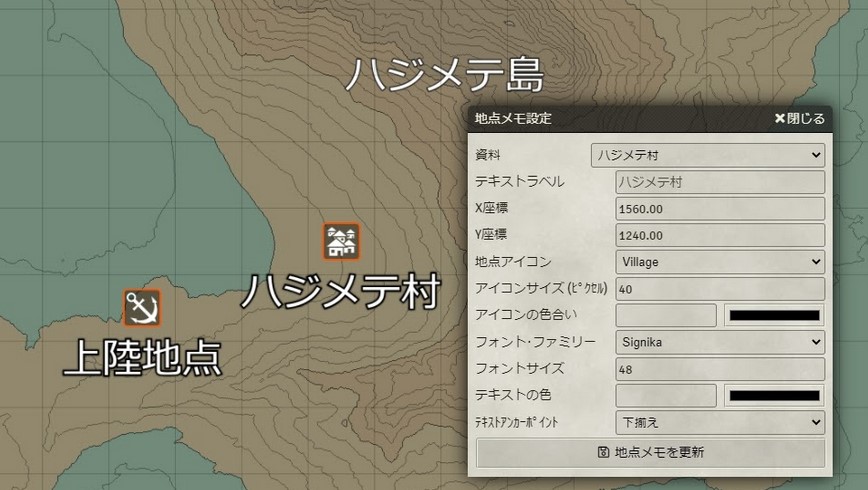 ハジメテ島
ハジメテ村
上陸地点
地点メモ設定
✖閉じる
資料 ハジメテ村
テキストラベル ハジメテ村
X座標 1560.00
Y座標 1240.00
地点アイコン Village
アイコンサイズ(ﾋﾟｸｾﾙ) 40
アイコンの色合い
フォント･ファミリー Signika
フォントサイズ 48
テキストの色
ﾃｷｽﾄｱﾝｶｰﾎﾟｲﾝﾄ 下揃え
地点メモを更新